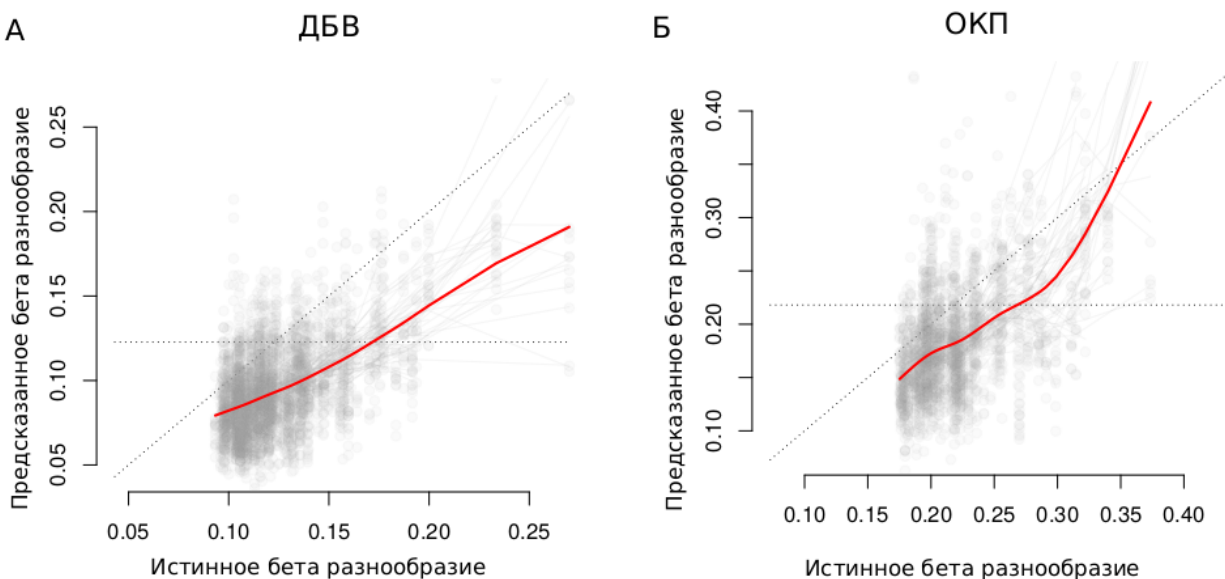 А
ДБВ
Предсказанное бета разнообразие
0.25
0.20
0.15
0.10
0.05
0.05 0.10 0.15 0.20 0.25
Истинное бета разнообразие
Б
ОКП
Предсказанное бета разнообразие
0.40
0.30
0.20
0.10
0.10 0.20 0.25 0.30 0.35 0.40
Истинное бета разнообразие